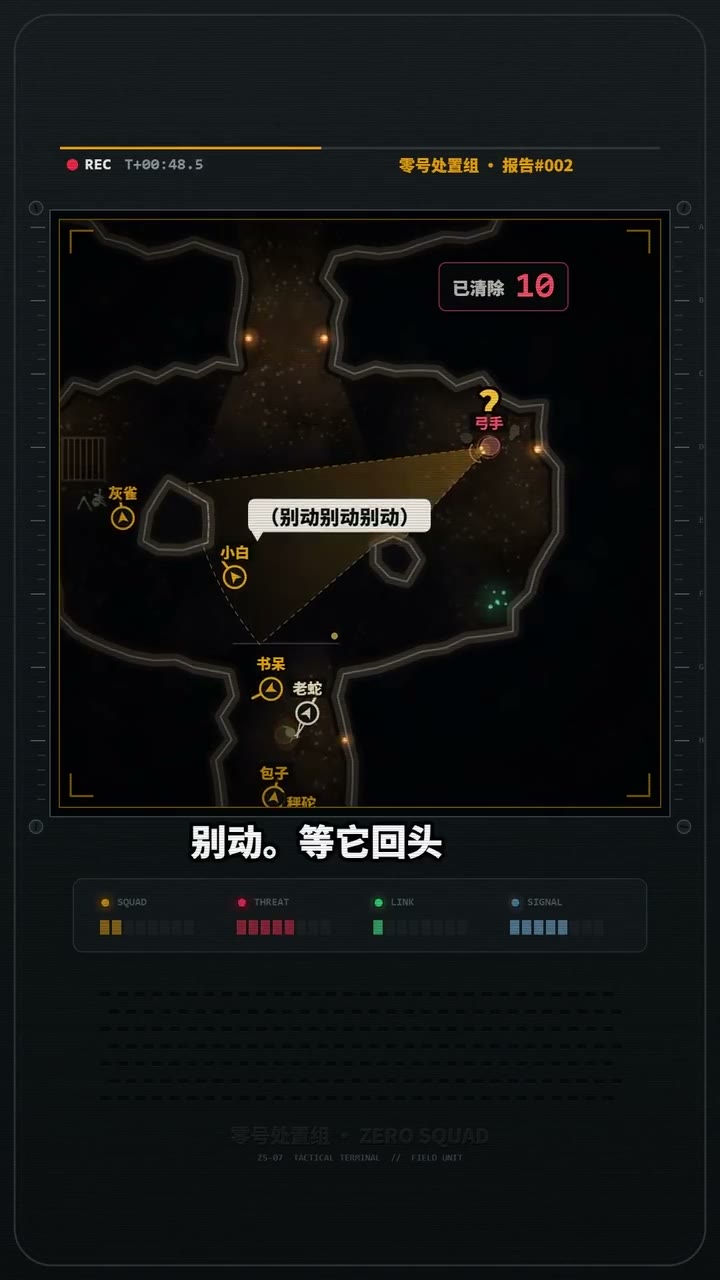 REC T+00:48.5
零号处置组 · 报告#002
已清除 10
?
弓手
灰雀
(别动别动别动)
小白
书呆
老蛇
包子
秤砣
别动。等它回头
SQUAD THREAT LINK SIGNAL
零号处置组 · ZERO SQUAD
ZS-07 TACTICAL TERMINAL // FIELD UNIT